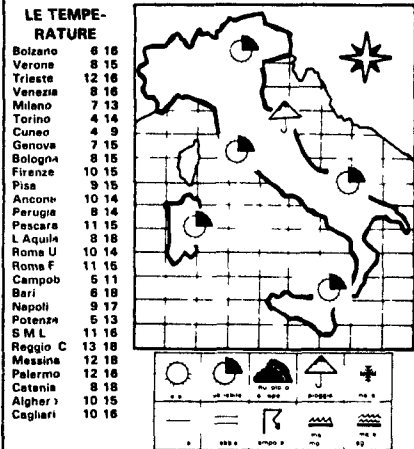 LE TEMPE-
RATURE
Bolzano 6 16
Verona 8 15
Trieste 12 16
Venezia 8 16
Milano 7 13
Torino 4 14
Cuneo 4 9
Genova 7 15
Bologna 8 15
Firenze 10 15
Pisa 9 15
Ancona 10 14
Perugia 8 14
Pescara 11 15
L Aquila 8 18
Roma U 10 14
Roma F 11 15
Campob 5 11
Bari 6 18
Napoli 9 17
Potenza 5 13
S M L 11 16
Reggio C 13 18
Messina 12 18
Palermo 12 16
Catania 8 18
Alghero 10 15
Cagliari 10 16
pioggia